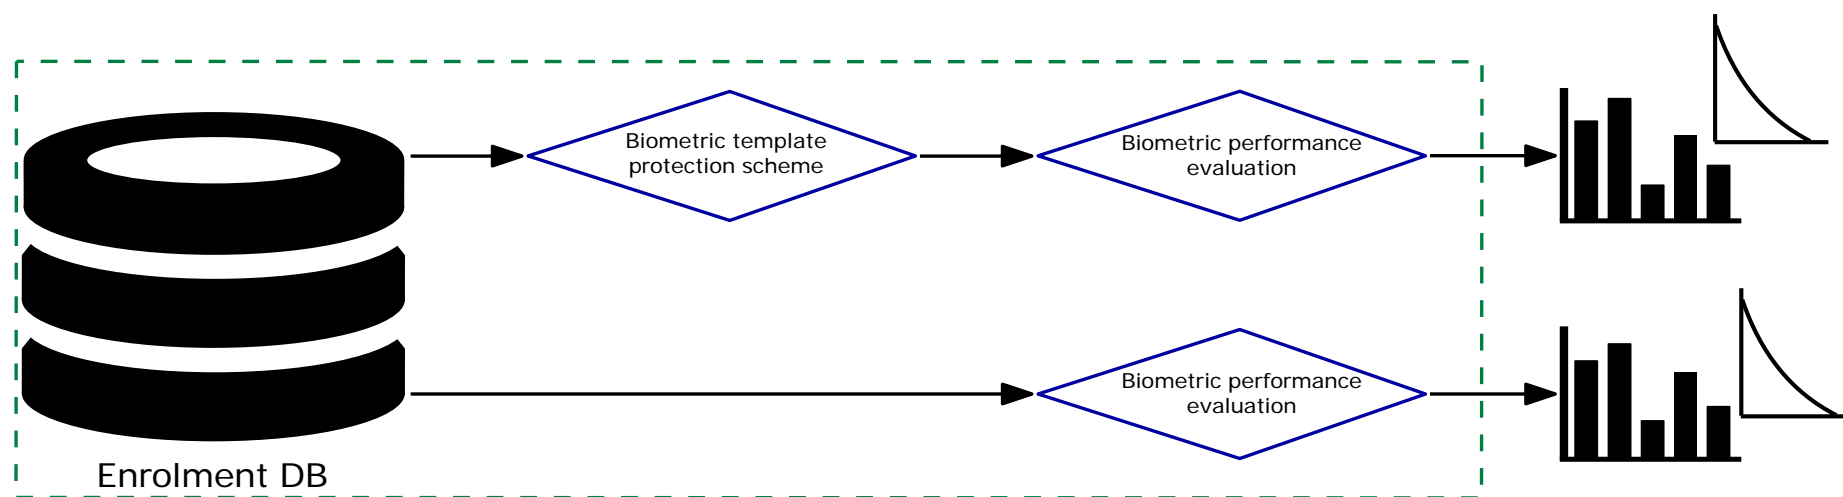 Biometric template
protection scheme
Biometric performance
evaluation
Biometric performance
evaluation
Enrolment DB